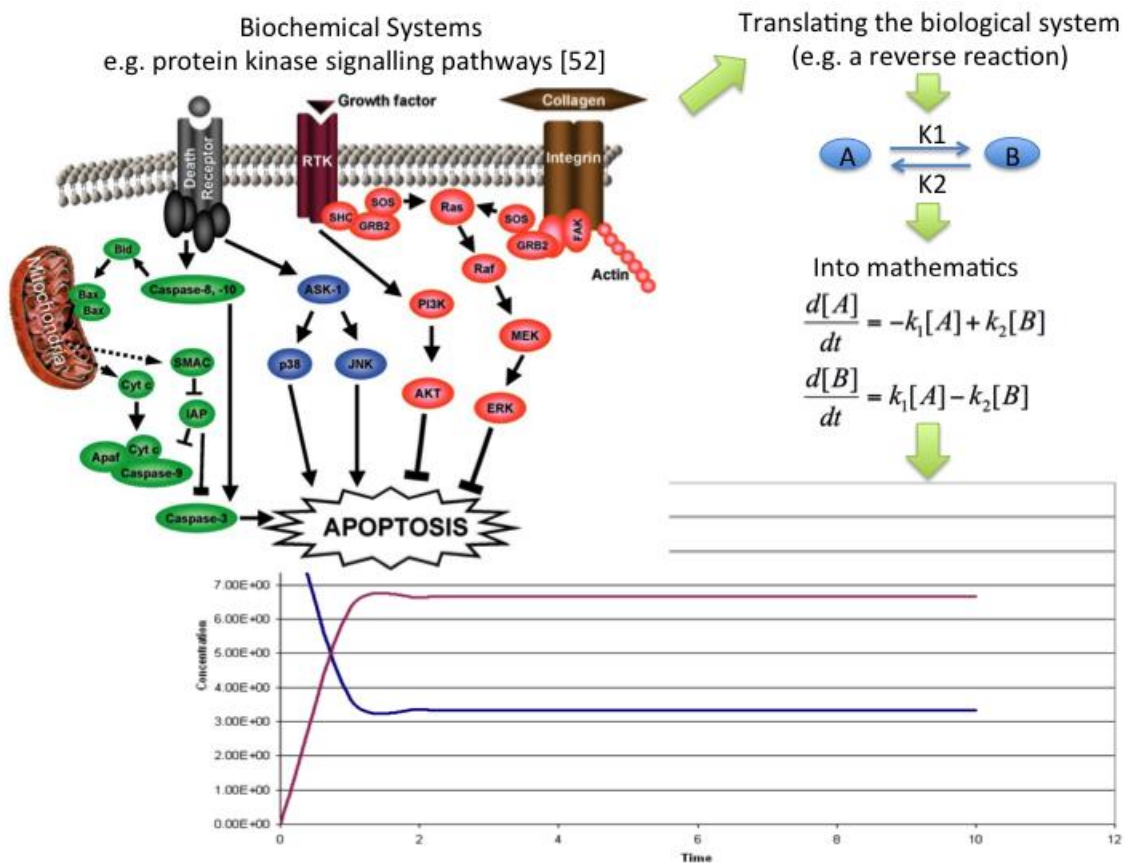 Biochemical Systems
e.g. protein kinase signalling pathways [52]
Translating the biological system
(e.g. a reverse reaction)
Growth factor
Collagen
Death
Receptor
RTK
Integrin
K1
A
B
K2
SHC
SOS
GRB2
Ras
SOS
GRB2
FAK
Actin
Raf
Bid
Mitochondria
Bax
Bax
Caspase-8, -10
ASK-1
PI3K
MEK
Into mathematics
d[A]/dt = -k₁[A] + k₂[B]
d[B]/dt = k₁[A] - k₂[B]
SMAC
p38
JNK
Cyt c
AKT
ERK
IAP
Cyt c
Apaf
Caspase-9
Caspase-3
APOPTOSIS
7.00E+00
6.00E+00
5.00E+00
4.00E+00
3.00E+00
2.00E+00
1.00E+00
0.00E+00
Concentration
0 2 4 6 8 10 12
Time